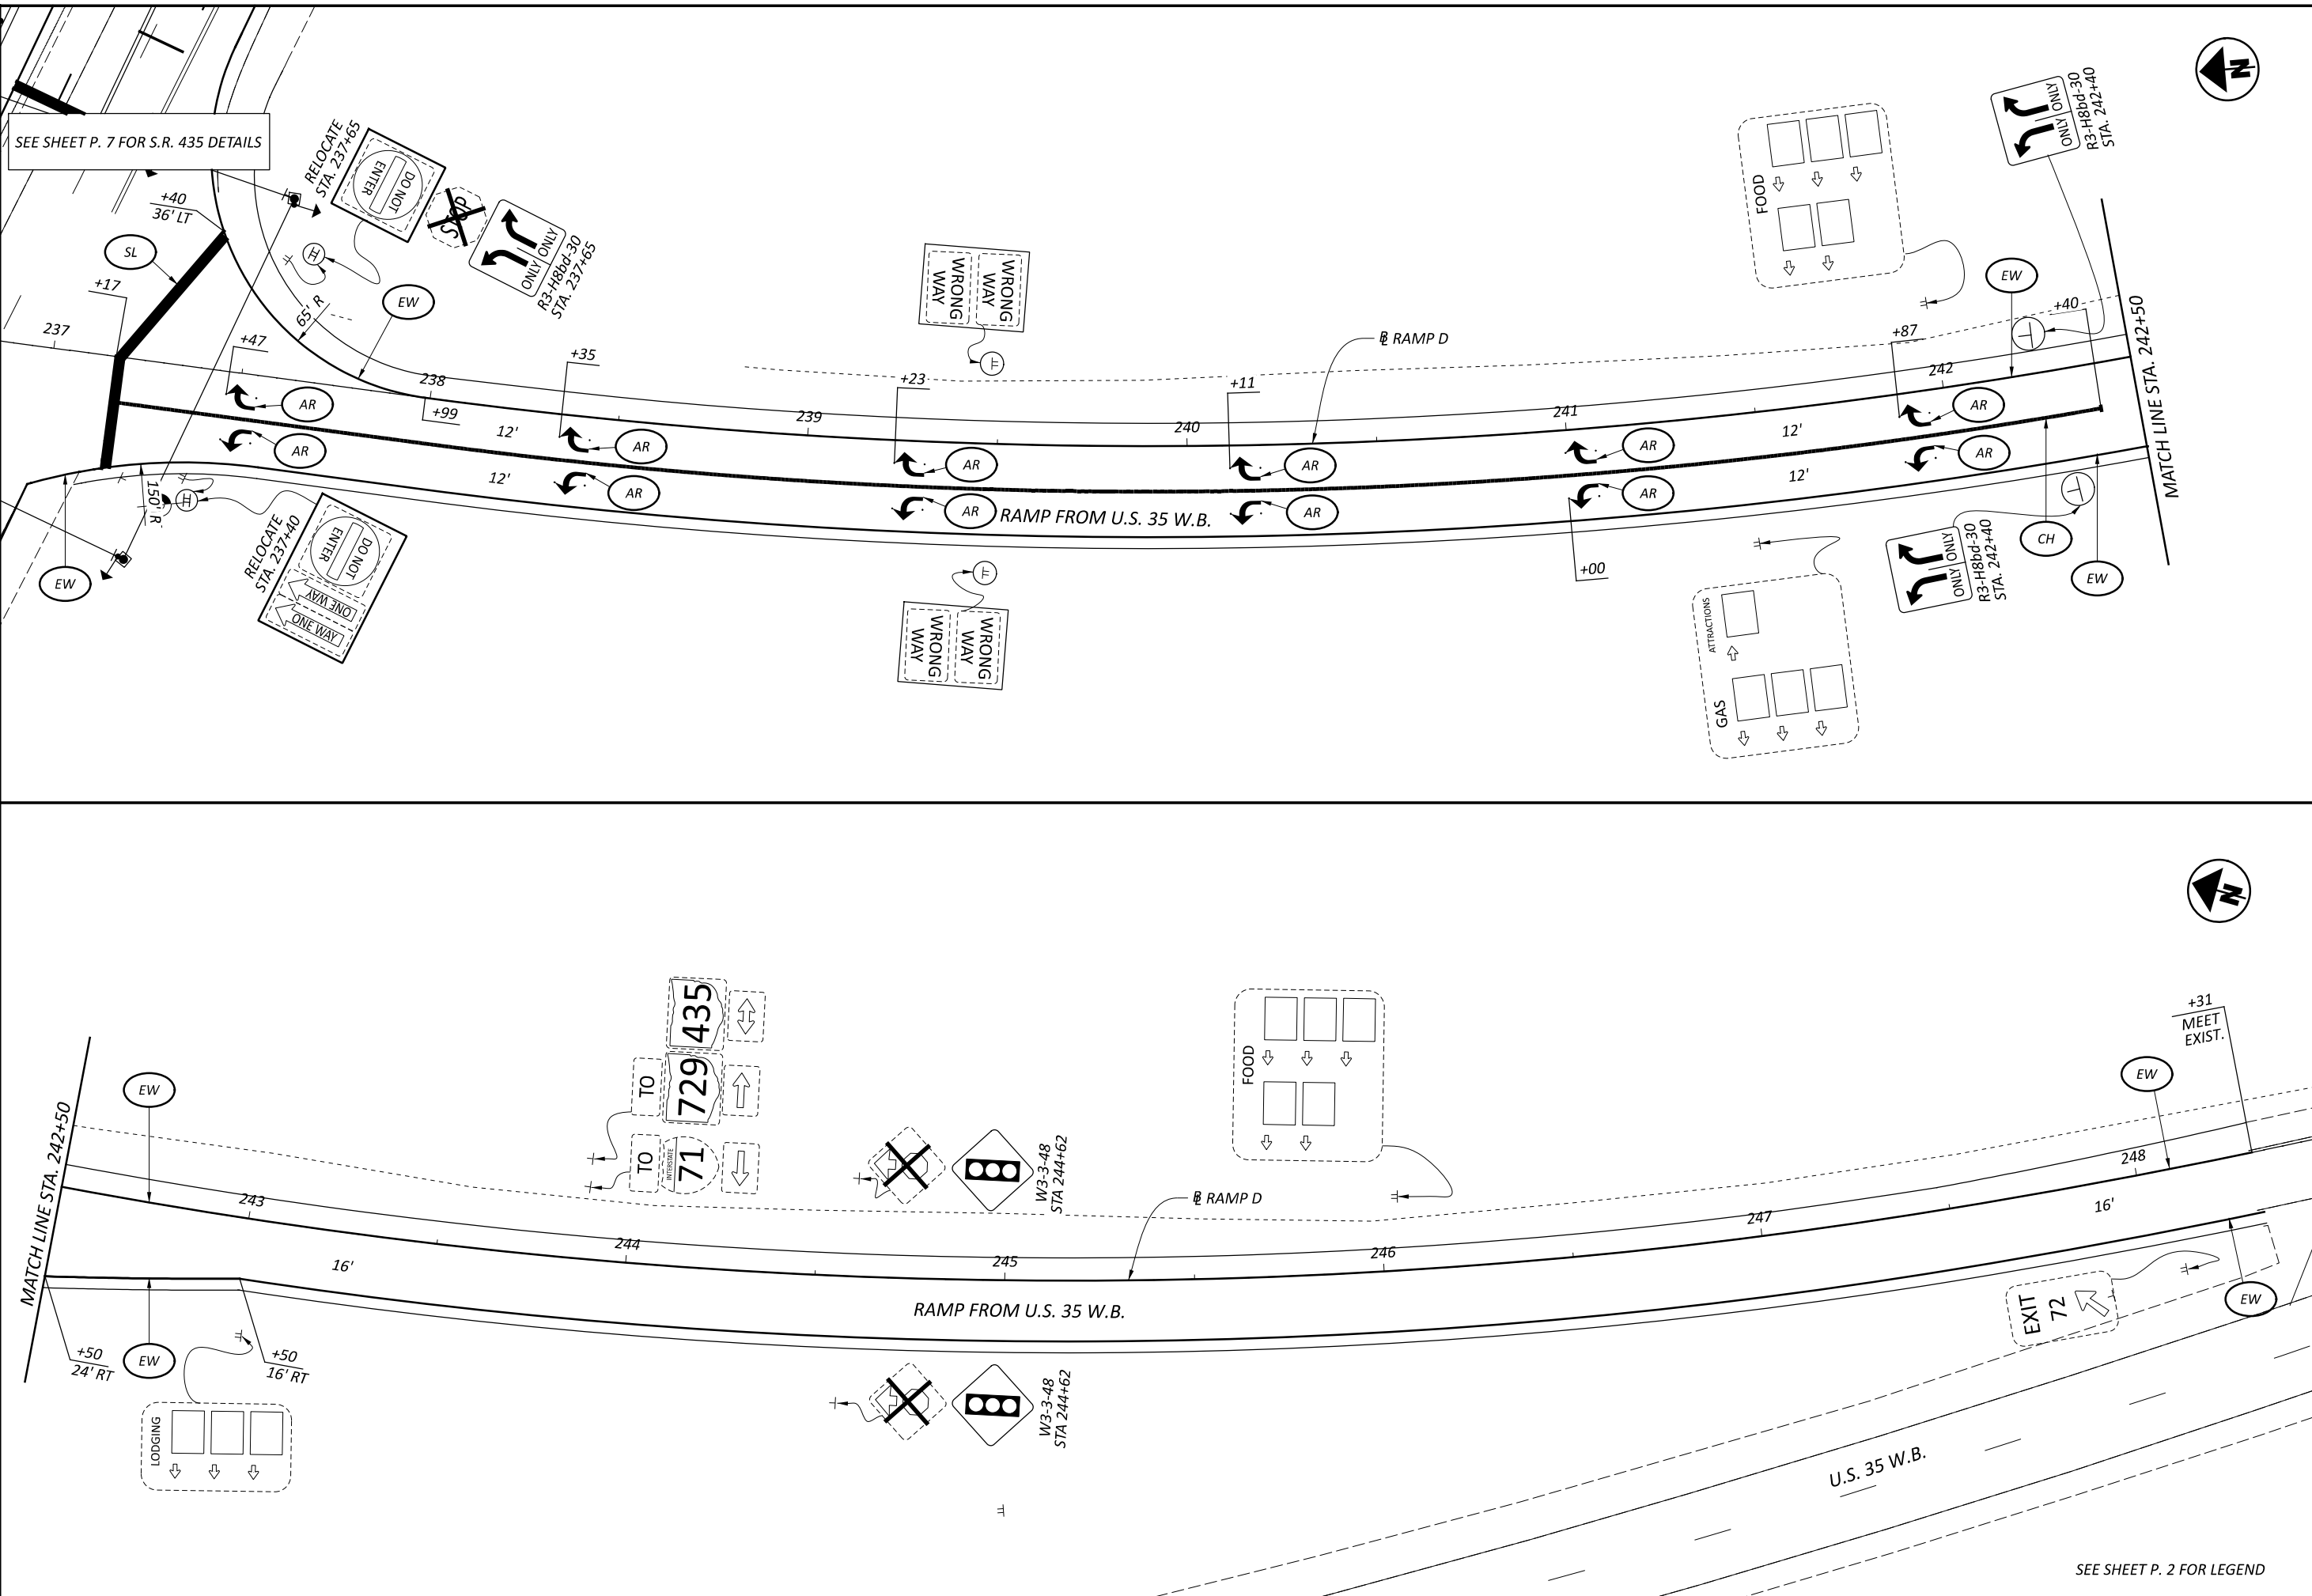 SEE SHEET P. 7 FOR S.R. 435 DETAILS
RELOCATE
STA. 237+65
DO NOT
ENTER
STOP
ONLY ONLY
R3-H8bd-30
STA. 237+65
+40
36' LT
SL
+17
237
+47
65' R
EW
238
+99
+35
12'
12'
AR
AR
AR
AR
150' R
H
H
EW
RELOCATE
STA. 237+40
DO NOT
ENTER
ONE WAY
ONE WAY
WRONG
WAY
WRONG
WAY
239
+23
AR
AR
240
+11
AR
AR
RAMP FROM U.S. 35 W.B.
WRONG
WAY
WRONG
WAY
BL RAMP D
241
AR
AR
+00
FOOD
+87
242
AR
AR
12'
12'
EW
+40
ONLY ONLY
R3-H8bd-30
STA. 242+40
N
MATCH LINE STA. 242+50
ATTRACTIONS
GAS
ONLY ONLY
R3-H8bd-30
STA. 242+40
CH
EW
N
MATCH LINE STA. 242+50
EW
243
16'
+50
24' RT
EW
+50
16' RT
LODGING
435
TO
729
TO
INTERSTATE
71
244
W3-3-48
STA 244+62
245
BL RAMP D
RAMP FROM U.S. 35 W.B.
W3-3-48
STA 244+62
FOOD
246
247
248
16'
+31
MEET
EXIST.
EW
EXIT
72
EW
U.S. 35 W.B.
SEE SHEET P. 2 FOR LEGEND